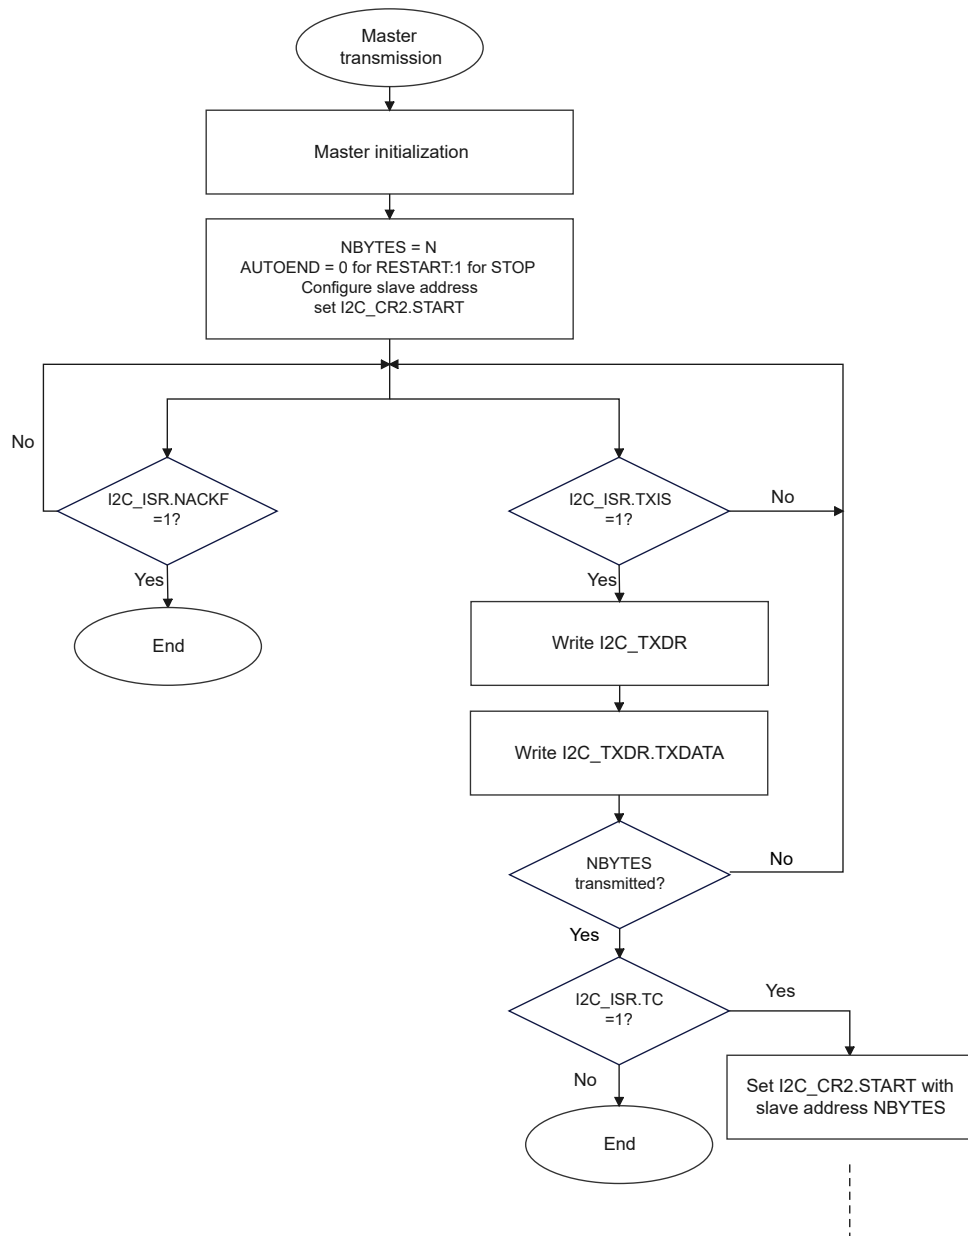 Master
transmission
Master initialization
NBYTES = N
AUTOEND = 0 for RESTART:1 for STOP
Configure slave address
set I2C_CR2.START
No
I2C_ISR.NACKF
=1?
Yes
End
I2C_ISR.TXIS
=1?
No
Yes
Write I2C_TXDR
Write I2C_TXDR.TXDATA
NBYTES
transmitted?
No
Yes
I2C_ISR.TC
=1?
Yes
No
Set I2C_CR2.START with
slave address NBYTES
End